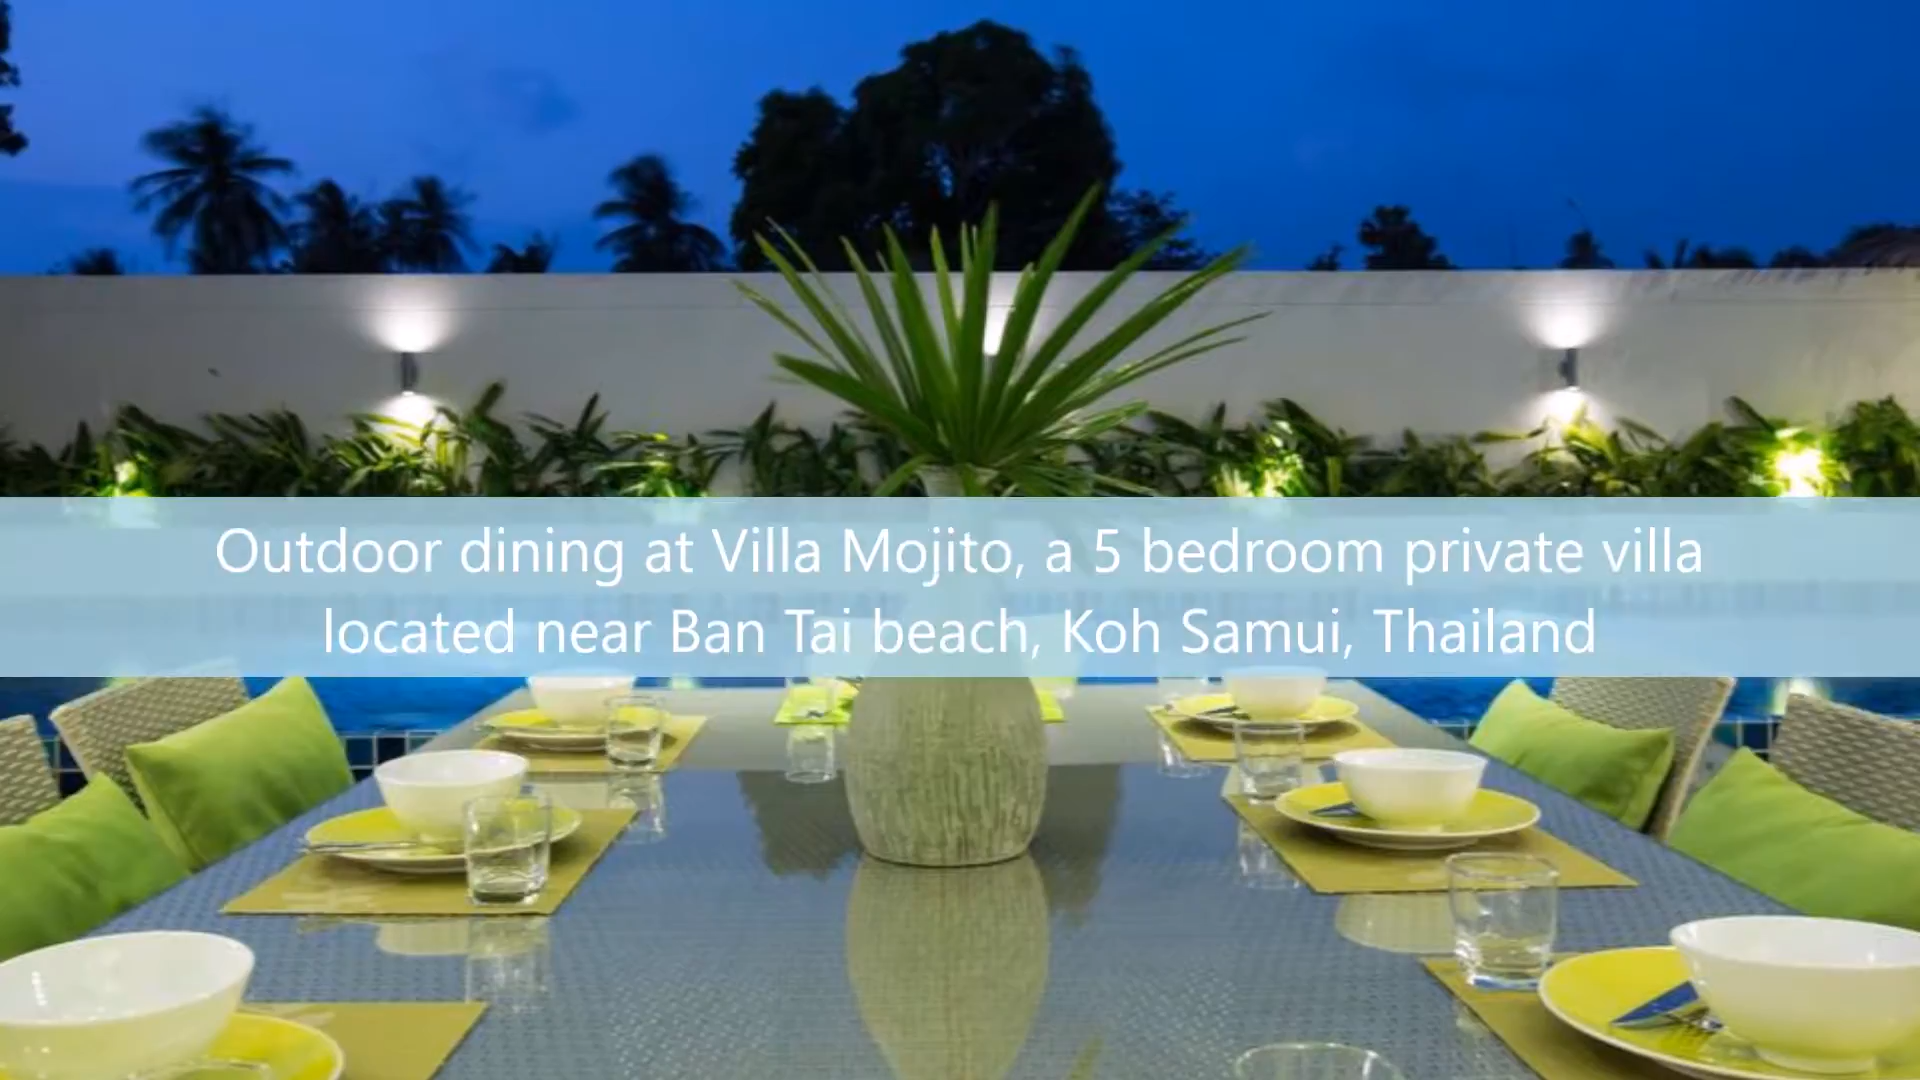 Outdoor dining at Villa Mojito, a 5 bedroom private villa
located near Ban Tai beach, Koh Samui, Thailand